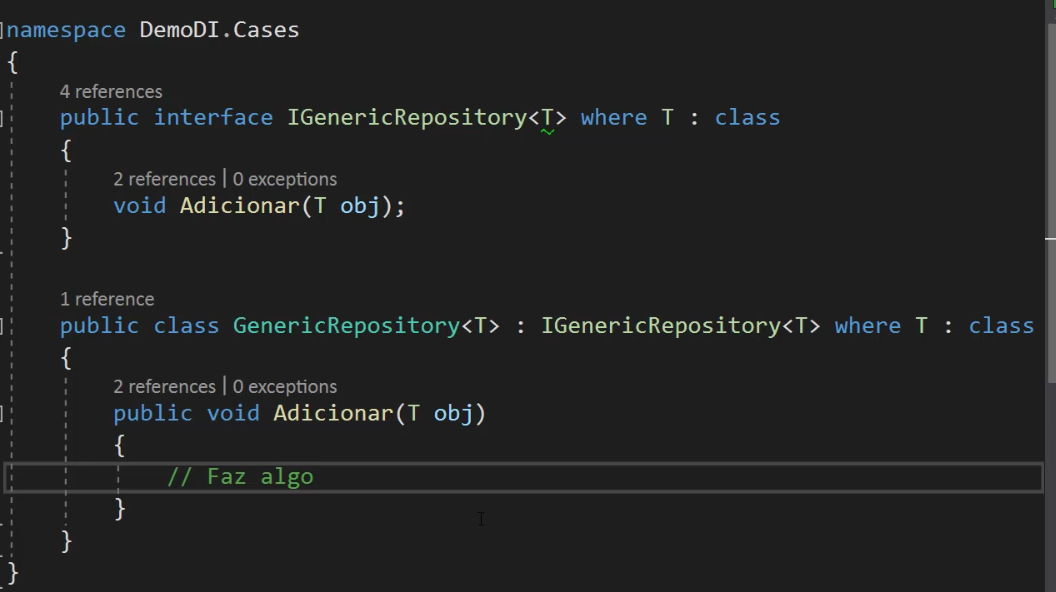 namespace DemoDI.Cases
{
4 references
public interface IGenericRepository<T> where T : class
{
2 references | 0 exceptions
void Adicionar(T obj);
}
1 reference
public class GenericRepository<T> : IGenericRepository<T> where T : class
{
2 references | 0 exceptions
public void Adicionar(T obj)
{
// Faz algo
}
}
}